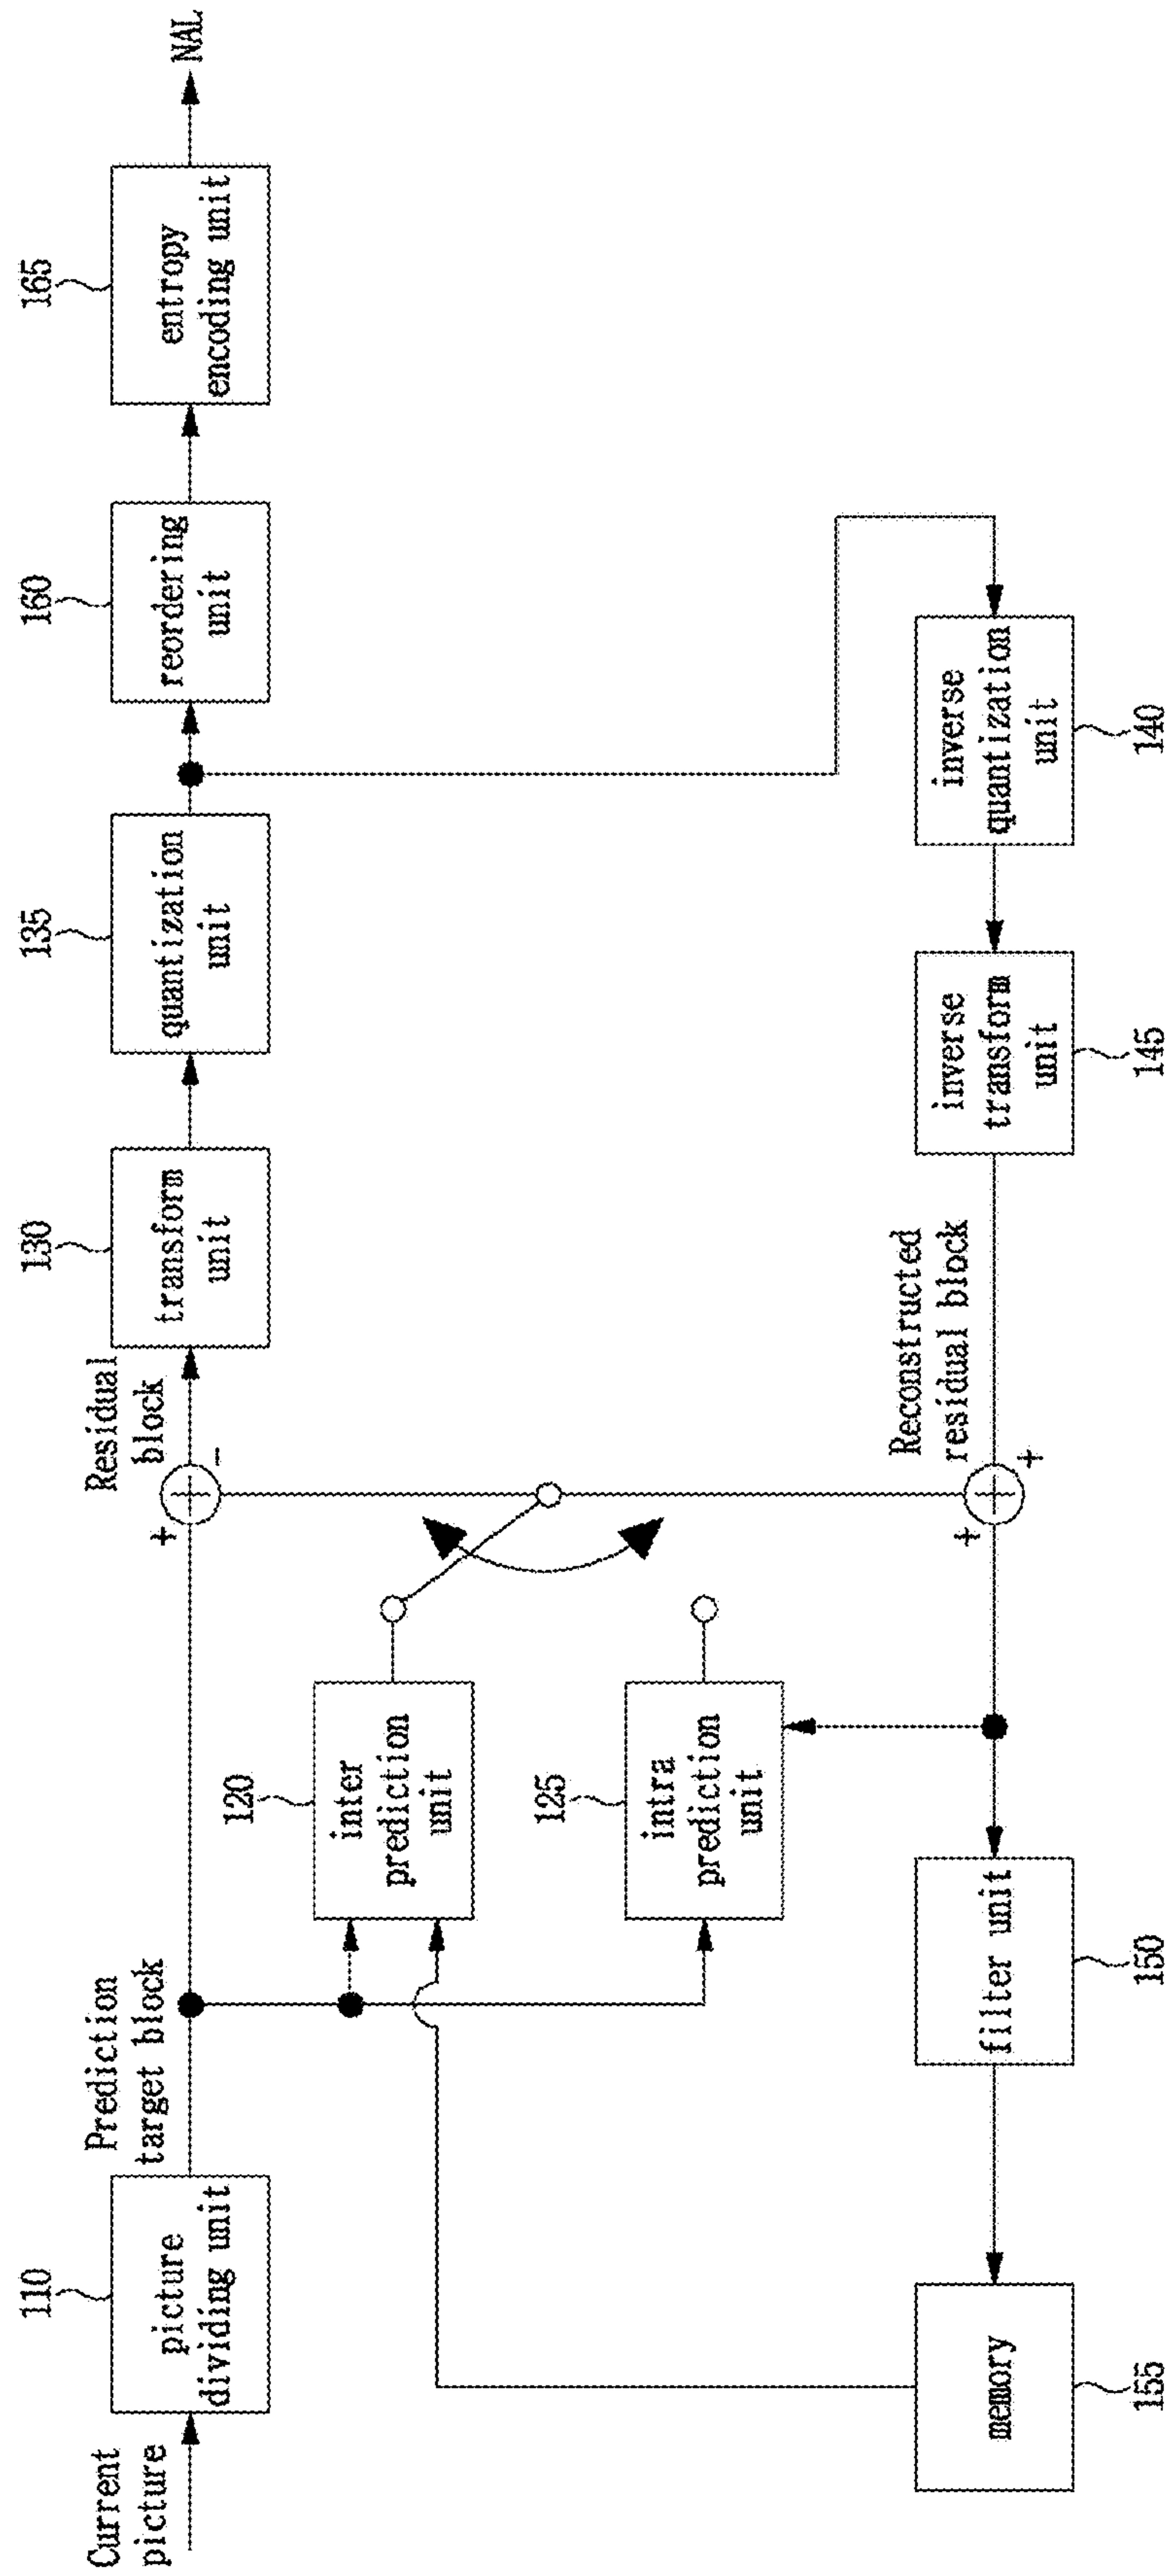 110
130
135
160
165
Current
picture
picture
dividing unit
Prediction
target block
Residual
block
+
-
transform
unit
quantization
unit
reordering
unit
entropy
encoding unit
NAL
120
inter
prediction
unit
125
intra
prediction
unit
Reconstructed
residual block
+
+
memory
filter unit
inverse
transform
unit
inverse
quantization
unit
155
150
145
140